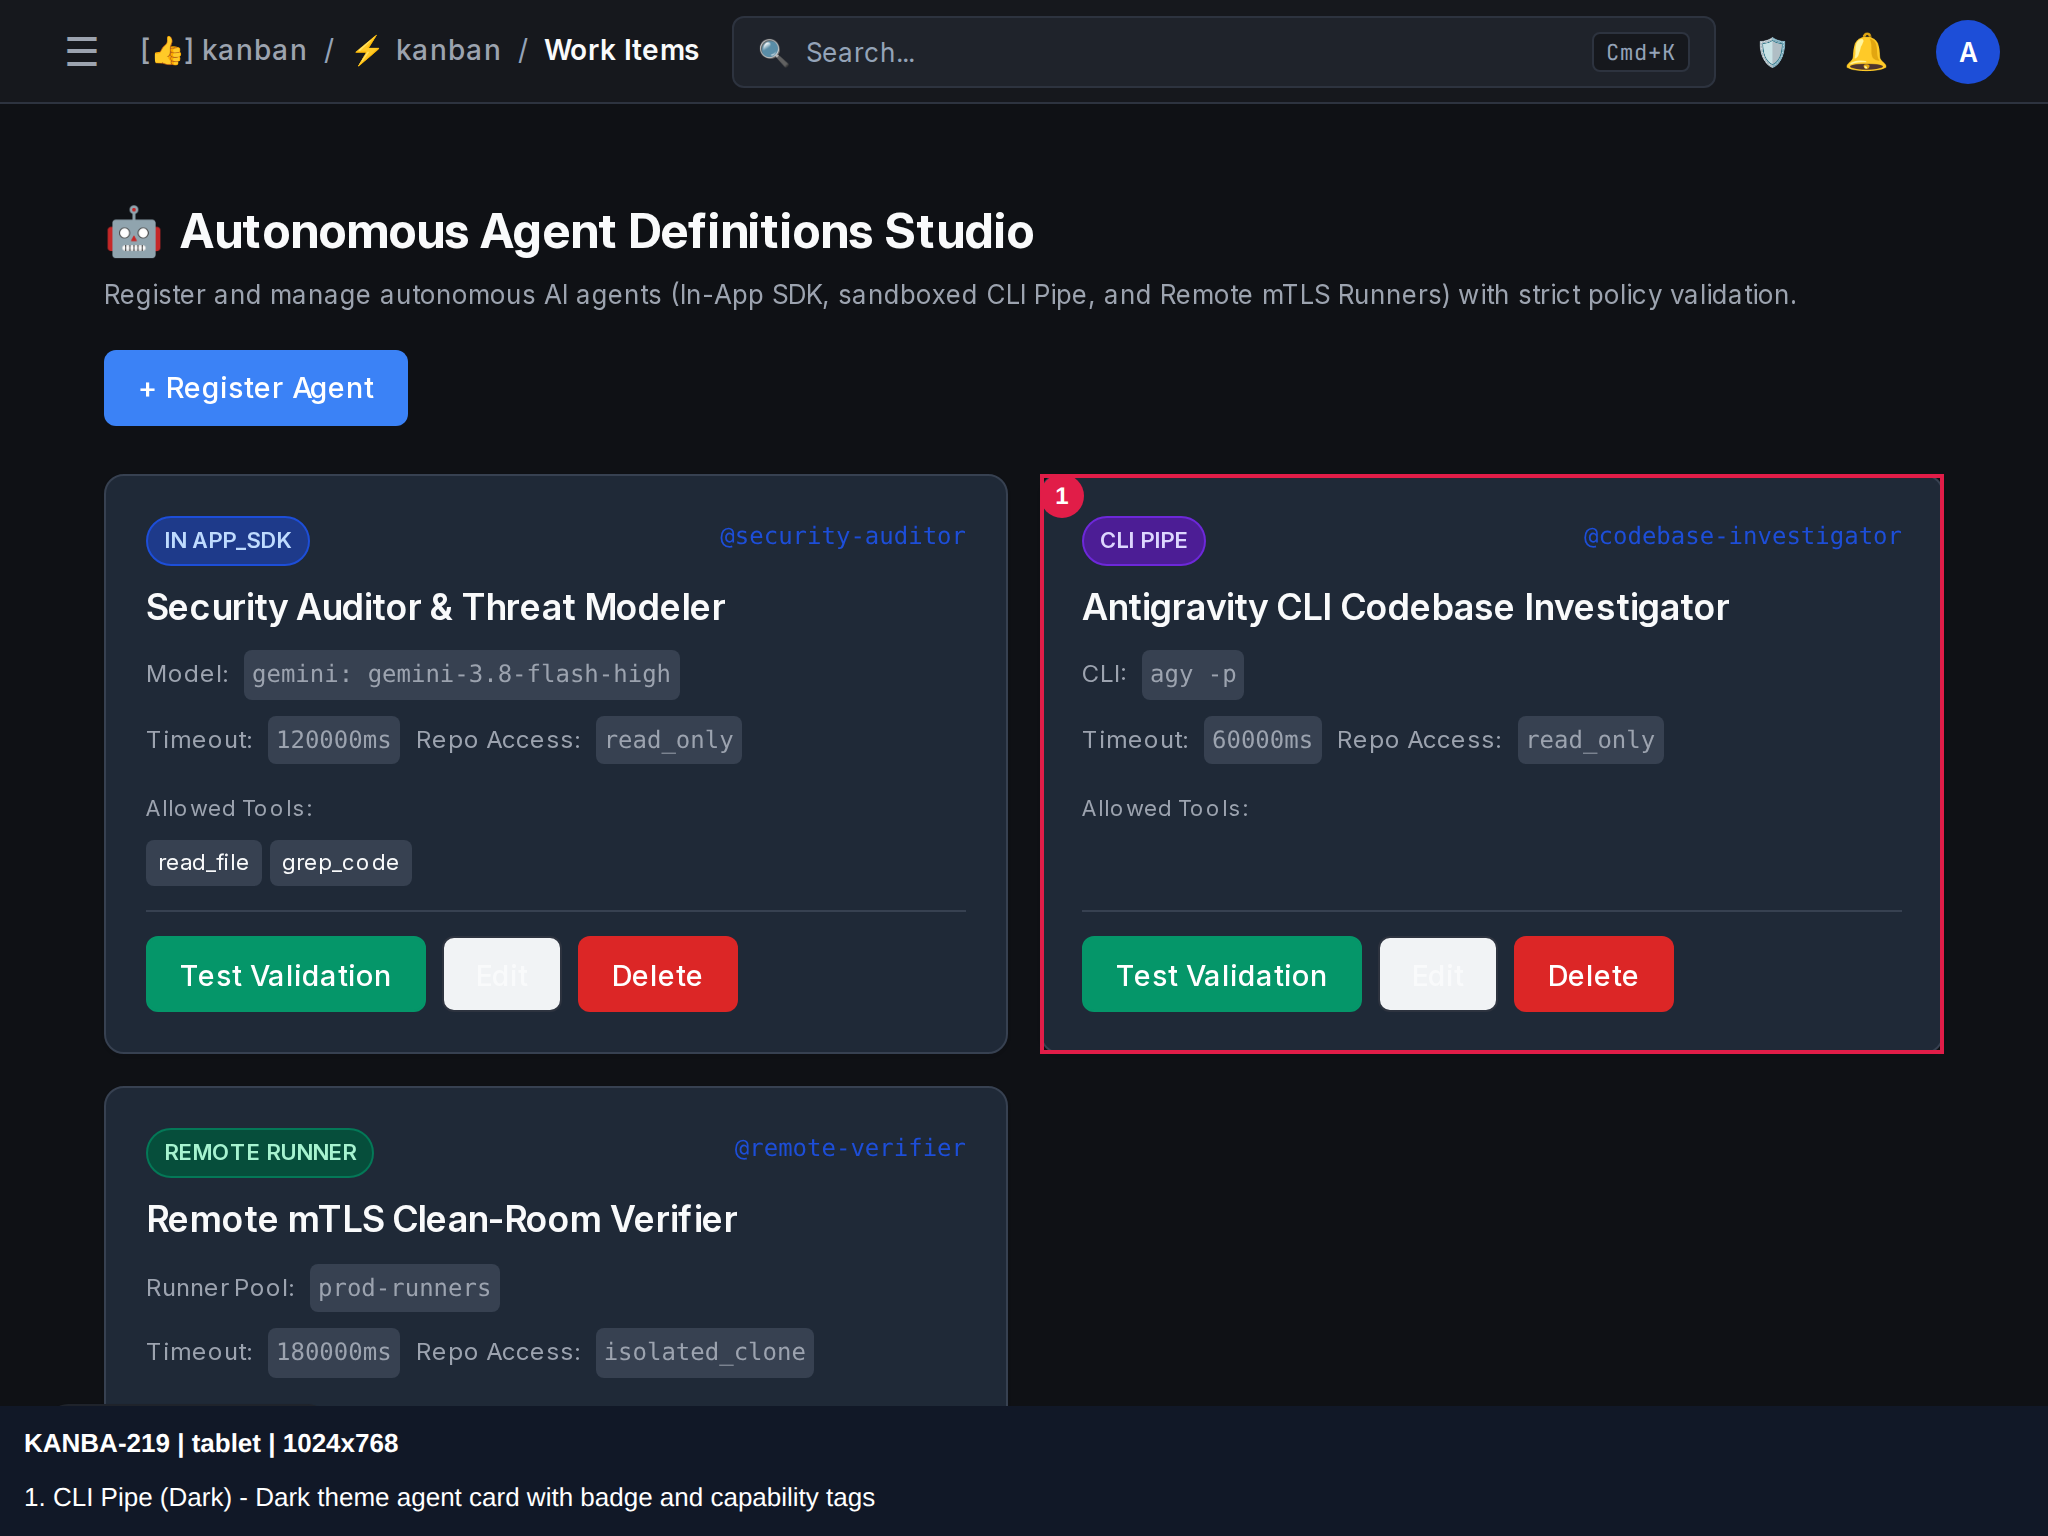 ☰ [👍] kanban / ⚡ kanban / Work Items 🔍 Search... Cmd+K 🛡️ 🔔 A
🤖 Autonomous Agent Definitions Studio
Register and manage autonomous AI agents (In-App SDK, sandboxed CLI Pipe, and Remote mTLS Runners) with strict policy validation.
+ Register Agent
IN APP_SDK @security-auditor
Security Auditor & Threat Modeler
Model: gemini: gemini-3.8-flash-high
Timeout: 120000ms Repo Access: read_only
Allowed Tools:
read_file grep_code
Test Validation Edit Delete
1
CLI PIPE @codebase-investigator
Antigravity CLI Codebase Investigator
CLI: agy -p
Timeout: 60000ms Repo Access: read_only
Allowed Tools:
Test Validation Edit Delete
REMOTE RUNNER @remote-verifier
Remote mTLS Clean-Room Verifier
Runner Pool: prod-runners
Timeout: 180000ms Repo Access: isolated_clone
KANBA-219 | tablet | 1024x768
1. CLI Pipe (Dark) - Dark theme agent card with badge and capability tags